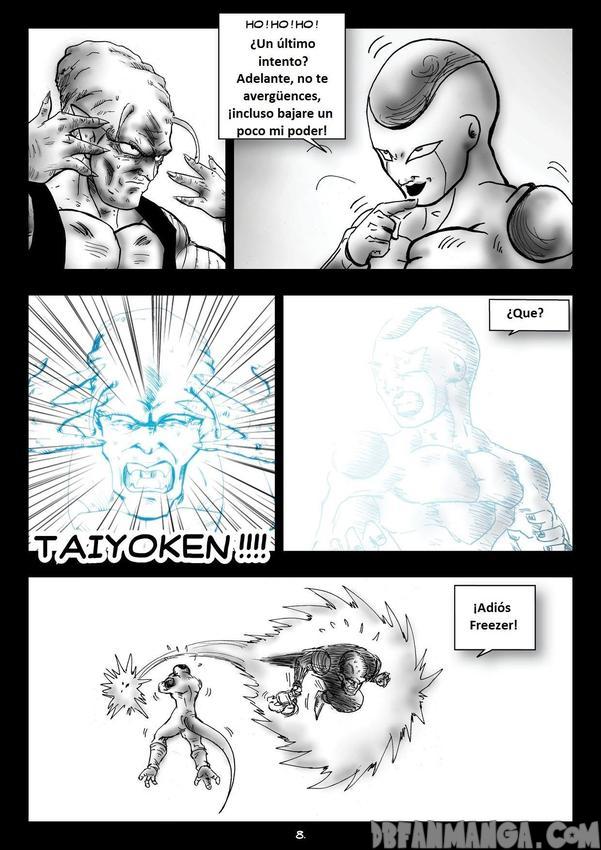 HO!HO!HO!
¿Un último
intento?
Adelante, no te
avergüences,
¡incluso bajare un
poco mi poder!
¿Que?
TAIYOKEN!!!!
¡Adiós
Freezer!
8.
DBFANMANGA.COM